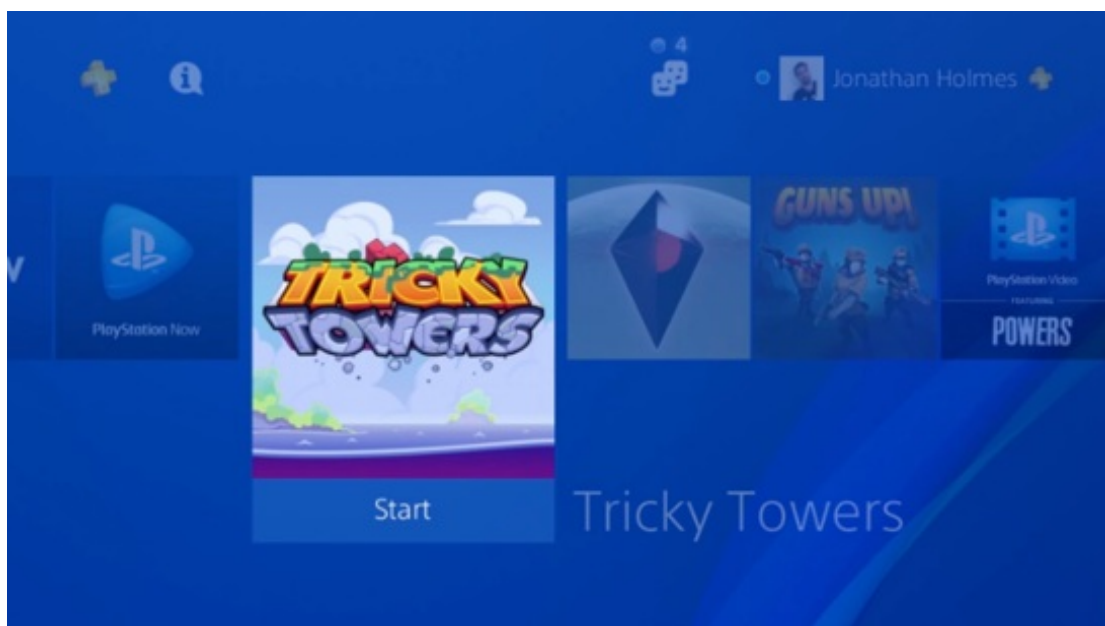 4
Jonathan Holmes
PlayStation Now
TRICKY
TOWERS
GUNS UP!
PlayStation Video
FEATURING
POWERS
Start
Tricky Towers